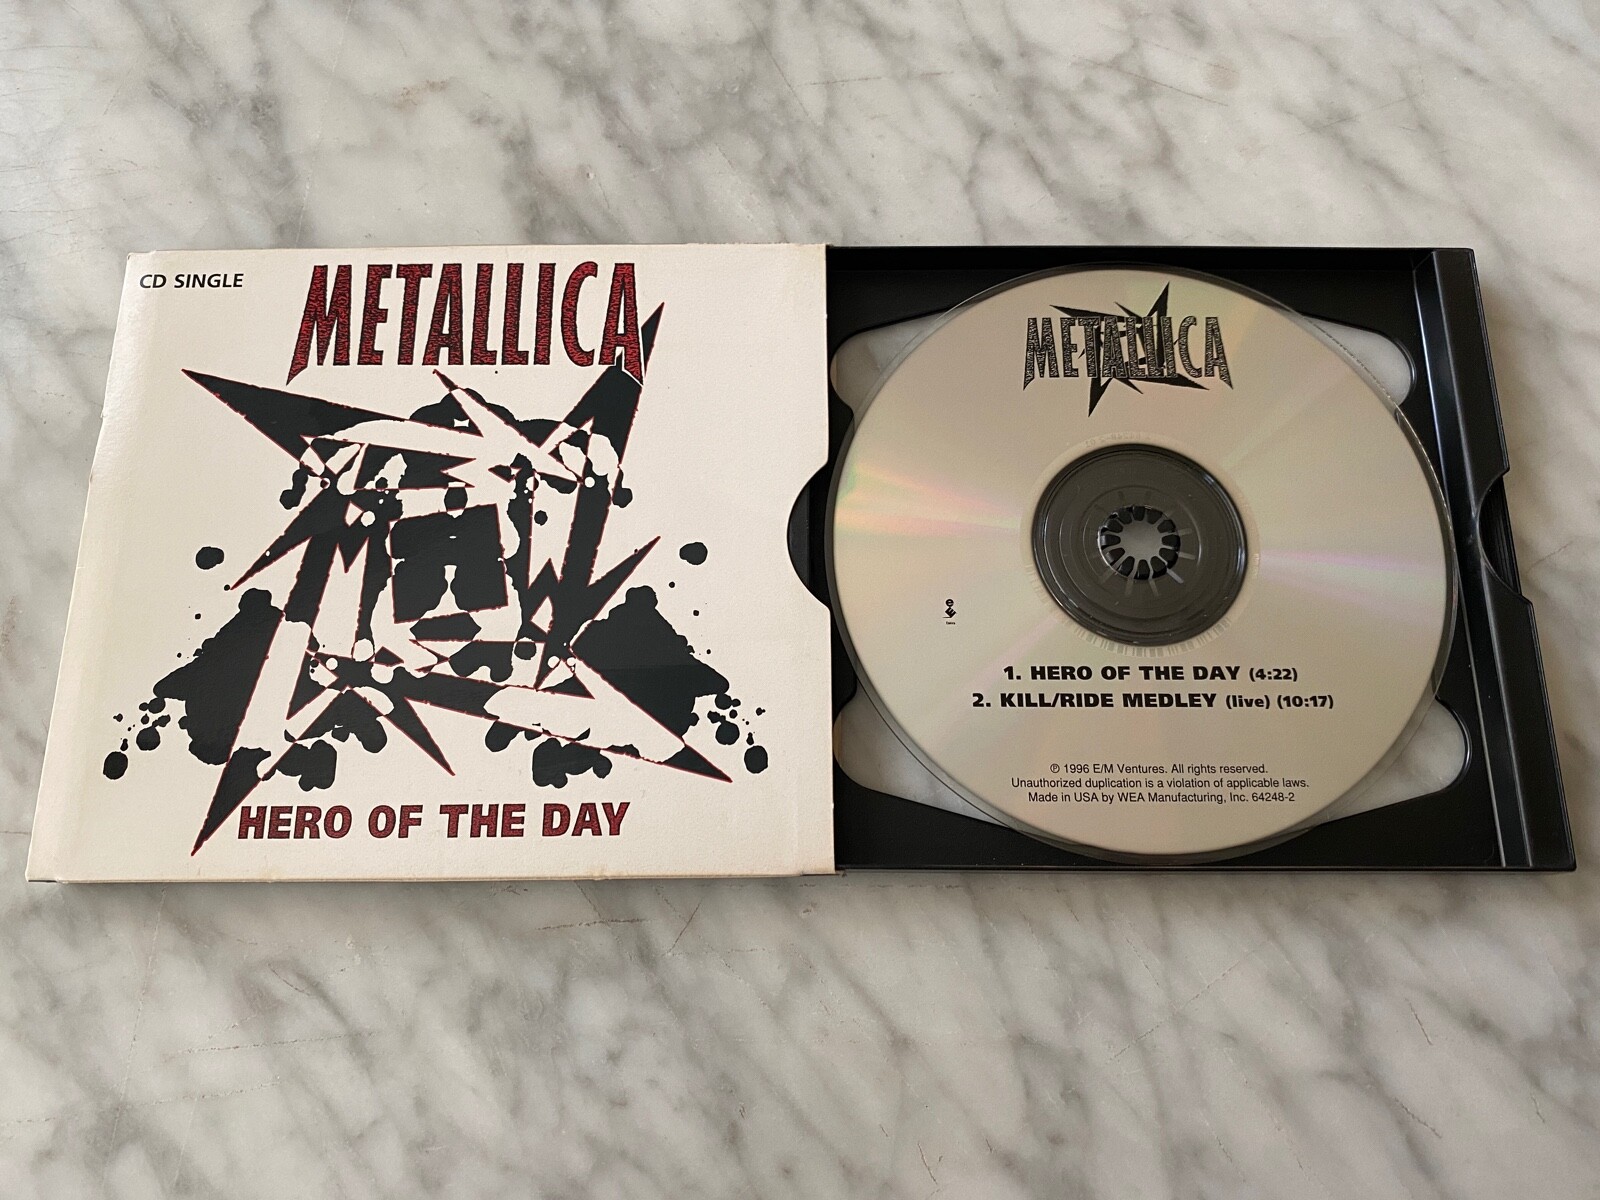 CD SINGLE
METALLICA
HERO OF THE DAY
METALLICA
1. HERO OF THE DAY (4:22)
2. KILL/RIDE MEDLEY (live) (10:17)
℗ 1996 E/M Ventures. All rights reserved.
Unauthorized duplication is a violation of applicable laws.
Made in USA by WEA Manufacturing, Inc. 64248-2